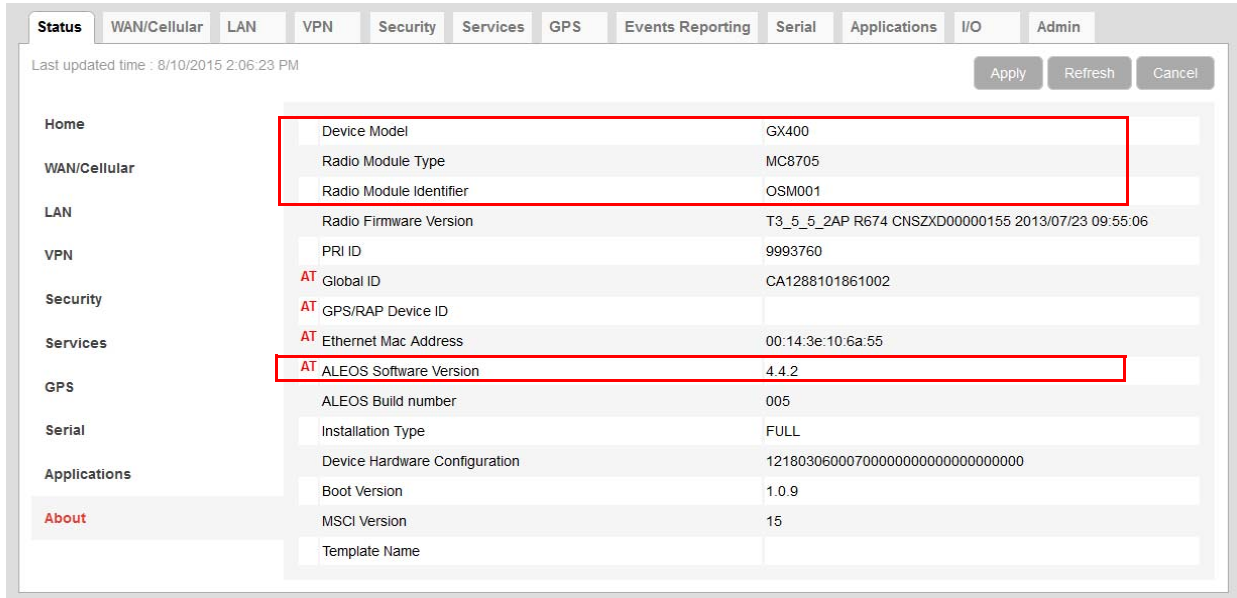 Status WAN/Cellular LAN VPN Security Services GPS Events Reporting Serial Applications I/O Admin
Last updated time : 8/10/2015 2:06:23 PM
Apply Refresh Cancel
Home
WAN/Cellular
LAN
VPN
Security
Services
GPS
Serial
Applications
About
Device Model GX400
Radio Module Type MC8705
Radio Module Identifier OSM001
Radio Firmware Version T3_5_5_2AP R674 CNSZXD00000155 2013/07/23 09:55:06
PRI ID 9993760
AT Global ID CA1288101861002
AT GPS/RAP Device ID
AT Ethernet Mac Address 00:14:3e:10:6a:55
AT ALEOS Software Version 4.4.2
ALEOS Build number 005
Installation Type FULL
Device Hardware Configuration
Boot Version 1.0.9
MSCI Version 15
Template Name